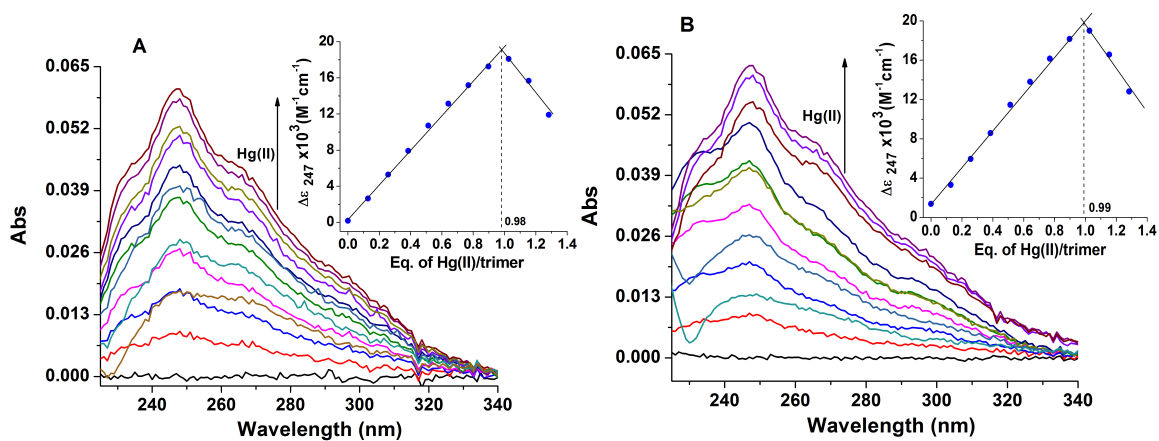 A
Abs
0.065
0.052
0.039
0.026
0.013
0.000
240 260 280 300 320 340
Wavelength (nm)
Hg(II)
Δε 247 x10³(M⁻¹cm⁻¹)
20
16
12
8
4
0
0.0 0.2 0.4 0.6 0.8 1.0 1.2 1.4
0.98
Eq. of Hg(II)/trimer
B
Abs
0.065
0.052
0.039
0.026
0.013
0.000
240 260 280 300 320 340
Wavelength (nm)
Hg(II)
Δε 247 x10³(M⁻¹cm⁻¹)
20
16
12
8
4
0
0.0 0.2 0.4 0.6 0.8 1.0 1.2 1.4
0.99
Eq. of Hg(II)/trimer